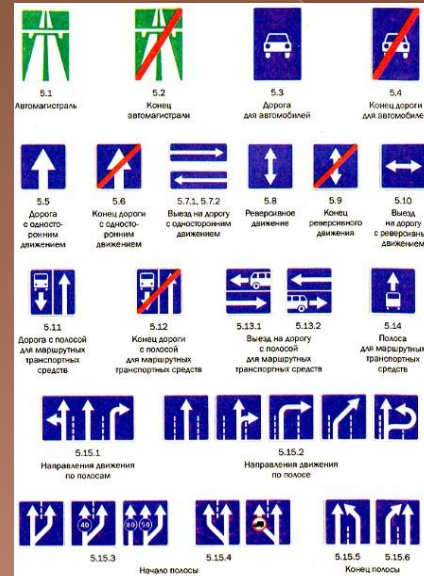 5.1 5.2 5.3 5.4
Автомагистраль Конец Дорога Конец дороги
автомагистрали для автомобилей для автомобиле
5.5 5.6 5.7.1, 5.7.2 5.8 5.9 5.10
Дорога Конец дороги Выезд на дорогу Реверсивное Конец Выезд
с односто- с односто- с односторонним движение реверсивного на дорогу
ронним ронним движением движения с реверсивны
движением движением движением
5.11 5.12 5.13.1 5.13.2 5.14
Дорога с полосой Конец дороги Выезд на дорогу Полоса
для маршрутных с полосой с полосой для маршрутных
транспортных для маршрутных для маршрутных транспортных
средств транспортных средств транспортных средств средств
5.15.1 5.15.2
Направления движения Направления движения
по полосам по полосе
40 60 50
5.15.3 5.15.4 5.15.5 5.15.6
Начало полосы Конец полосы